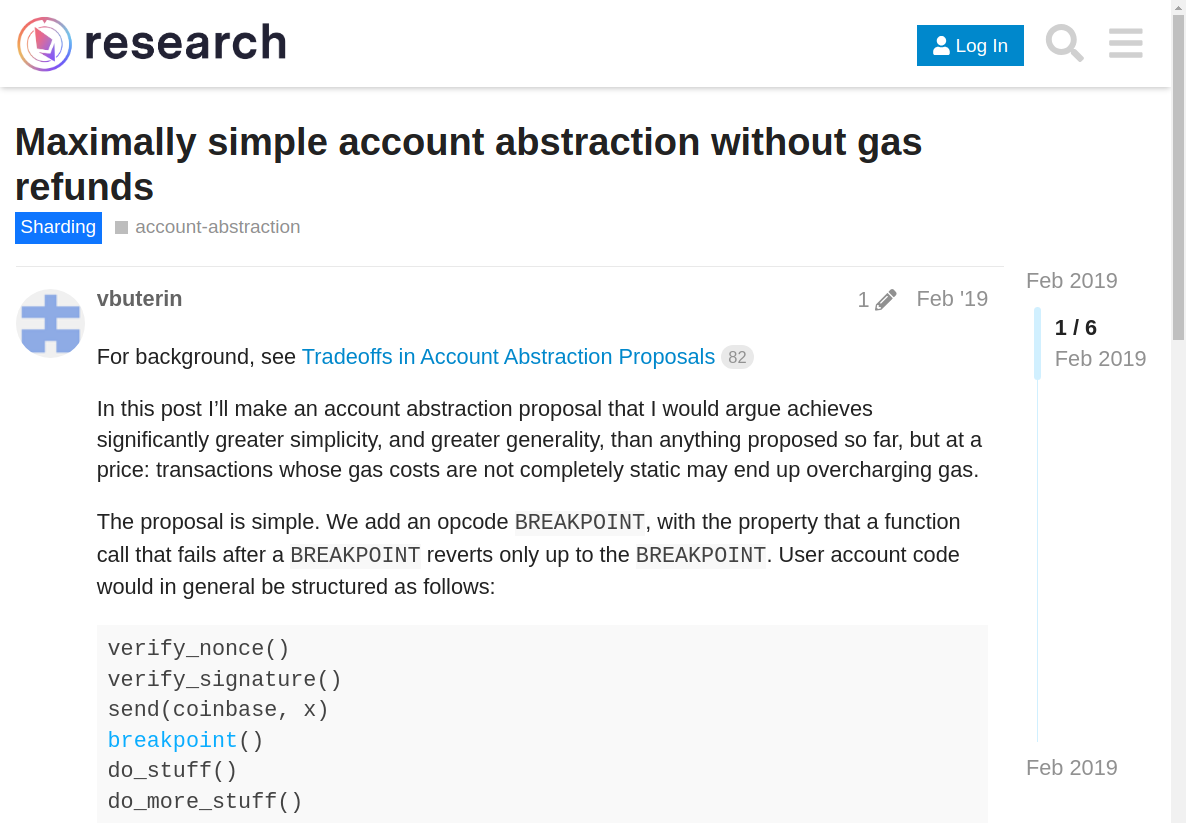 research
Log In
Maximally simple account abstraction without gas
refunds
Sharding account-abstraction
vbuterin
1 Feb '19
For background, see Tradeoffs in Account Abstraction Proposals 82
In this post I’ll make an account abstraction proposal that I would argue achieves
significantly greater simplicity, and greater generality, than anything proposed so far, but at a
price: transactions whose gas costs are not completely static may end up overcharging gas.
The proposal is simple. We add an opcode BREAKPOINT, with the property that a function
call that fails after a BREAKPOINT reverts only up to the BREAKPOINT. User account code
would in general be structured as follows:
verify_nonce()
verify_signature()
send(coinbase, x)
breakpoint()
do_stuff()
do_more_stuff()
Feb 2019
1 / 6
Feb 2019
Feb 2019